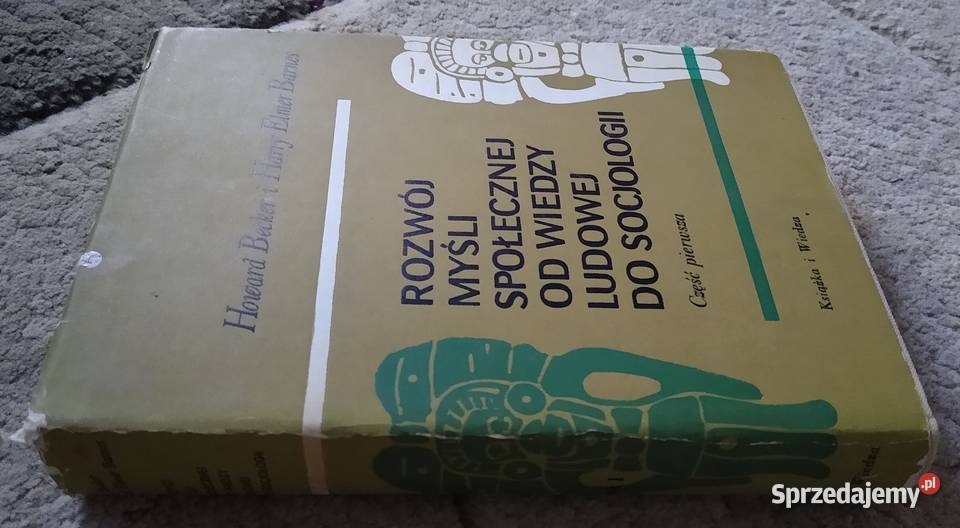 Howard Becker i Harry Elmer Barnes
ROZWÓJ
MYŚLI
SPOŁECZNEJ
OD WIEDZY
LUDOWEJ
DO SOCJOLOGII
Część pierwsza
Książka i Wiedza
1
Sprzedajemy.pl